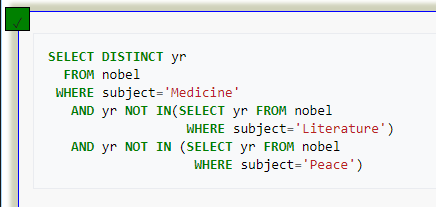 SELECT DISTINCT yr
FROM nobel
WHERE subject='Medicine'
AND yr NOT IN(SELECT yr FROM nobel
WHERE subject='Literature')
AND yr NOT IN (SELECT yr FROM nobel
WHERE subject='Peace')